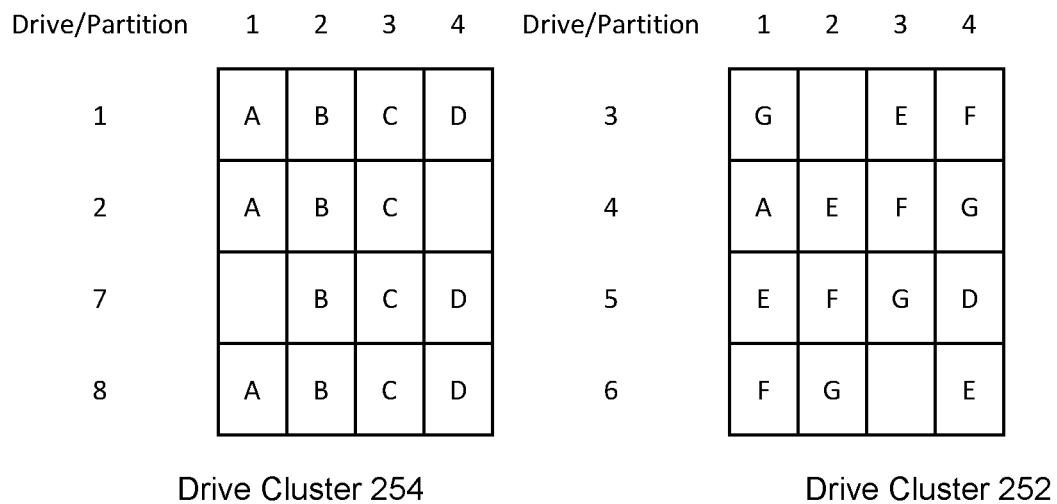 Drive/Partition 1 2 3 4 Drive/Partition 1 2 3 4
1 A B C D 3 G E F
2 A B C 4 A E F G
7 B C D 5 E F G D
8 A B C D 6 F G E
Drive Cluster 254 Drive Cluster 252